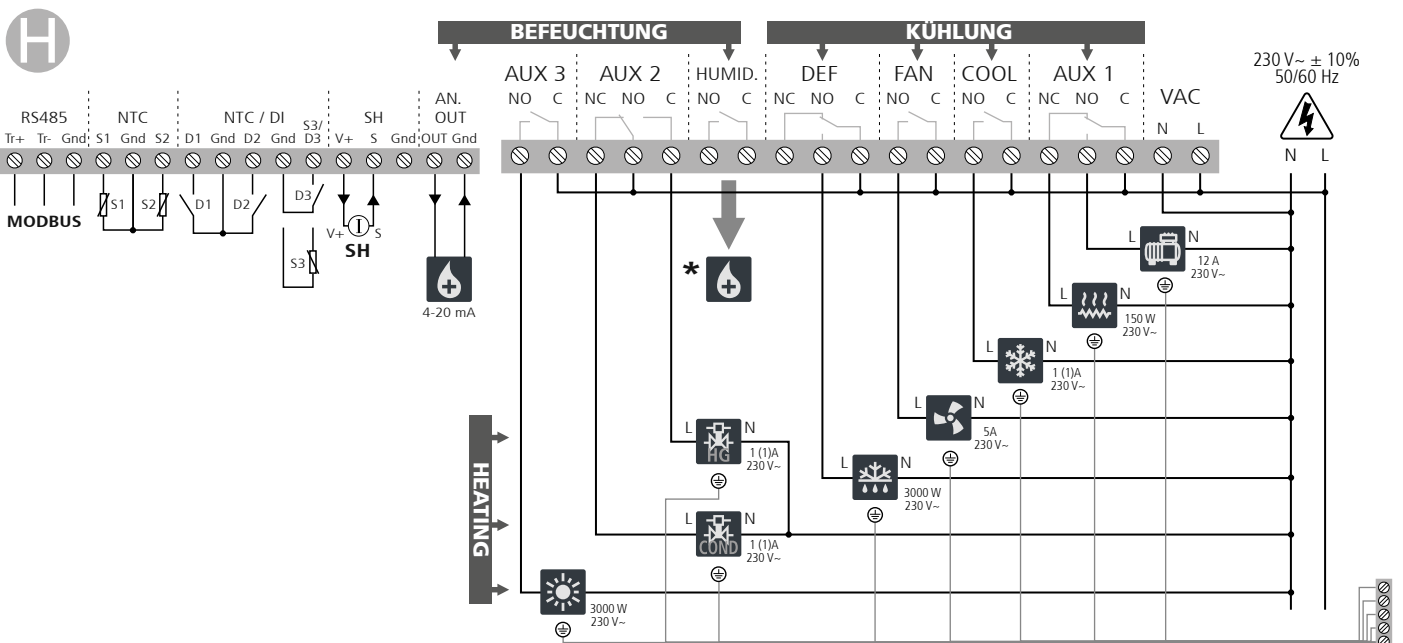 H
BEFEUCHTUNG
KÜHLUNG
230 V~ ± 10%
50/60 Hz
AUX 3
AUX 2
HUMID.
DEF
FAN
COOL
AUX 1
VAC
NO C
NC NO C
NO C
NC NO C
NO C
NO C
NC NO C
N L
N L
RS485
NTC
NTC / DI
SH
AN.
OUT
Tr+ Tr- Gnd
S1 Gnd S2
D1 Gnd D2 Gnd S3/
D3
V+ S Gnd
OUT Gnd
MODBUS
S1
S2
D1
D2
D3
S3
V+ I S
SH
4-20 mA
*
L N
12 A
230 V~
L N
150 W
230 V~
L N
1 (1)A
230 V~
L N
5A
230 V~
L N
3000 W
230 V~
HEATING
L N
HG
1 (1)A
230 V~
L N
COND
1 (1)A
230 V~
3000 W
230 V~